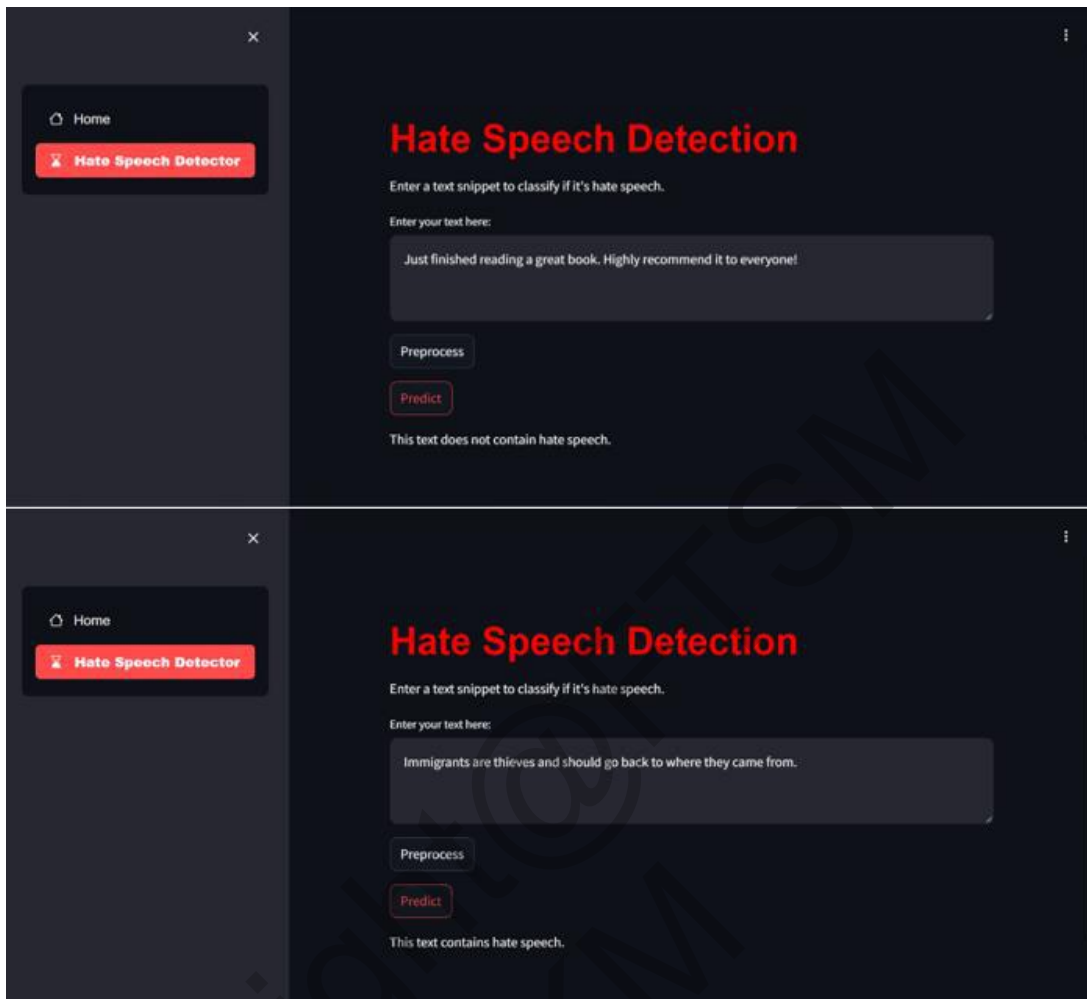 Home
Hate Speech Detector
Hate Speech Detection
Enter a text snippet to classify if it's hate speech.
Enter your text here:
Just finished reading a great book. Highly recommend it to everyone!
Preprocess
Predict
This text does not contain hate speech.
Home
Hate Speech Detector
Hate Speech Detection
Enter a text snippet to classify if it's hate speech.
Enter your text here:
Immigrants are thieves and should go back to where they came from.
Preprocess
Predict
This text contains hate speech.